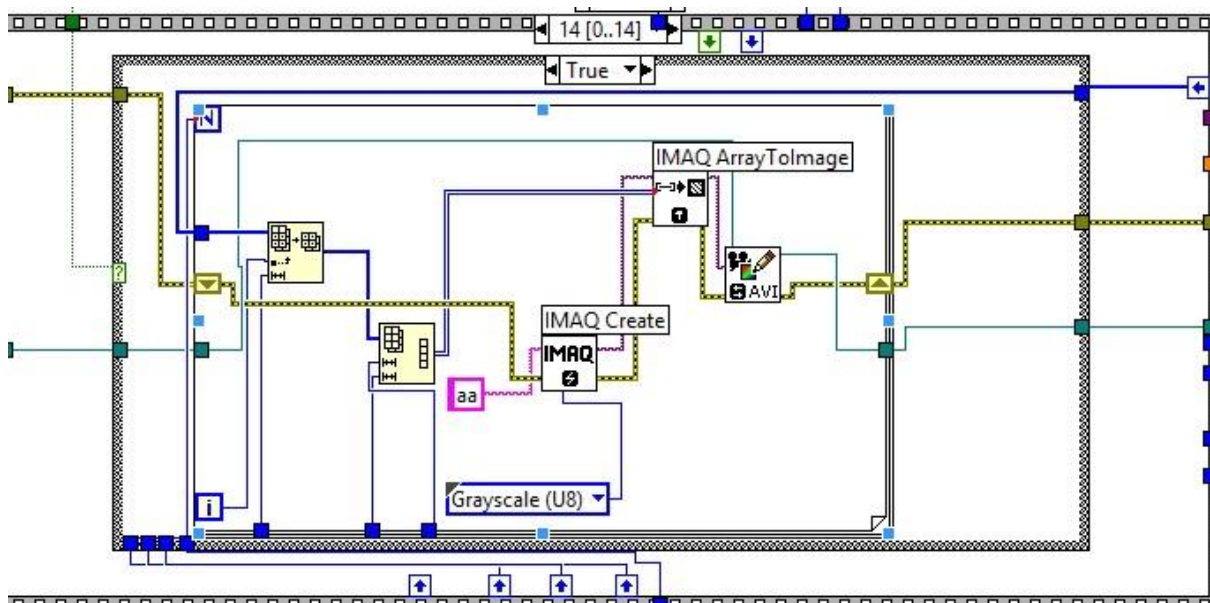 14 [0..14]
True
N
IMAQ ArrayToImage
AVI
?
IMAQ Create
IMAQ
aa
i
Grayscale (U8)